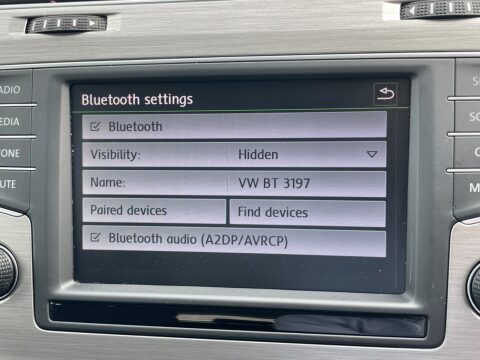 Bluetooth settings
Bluetooth
Visibility: Hidden
Name: VW BT 3197
Paired devices Find devices
Bluetooth audio (A2DP/AVRCP)